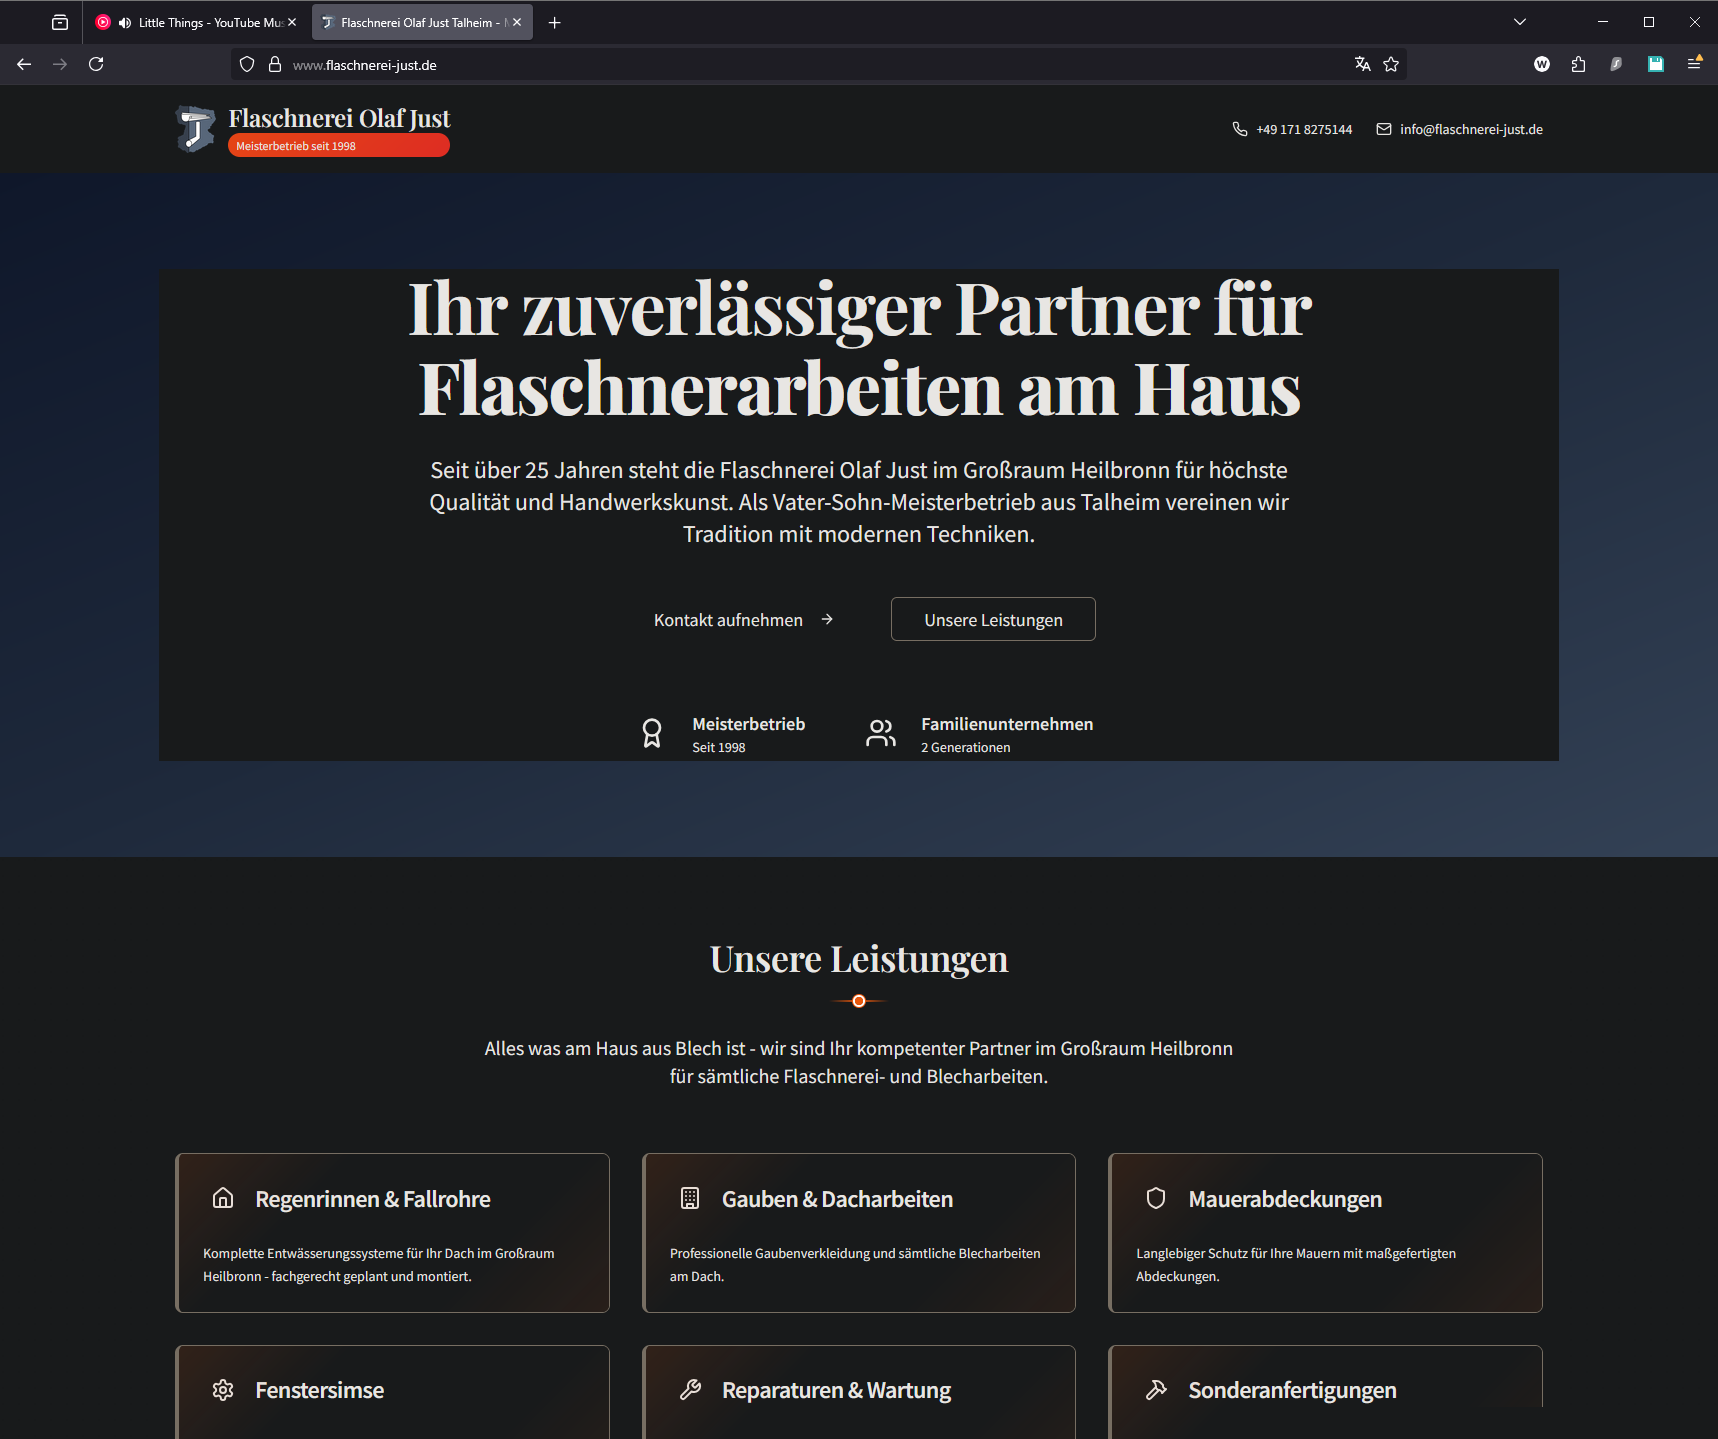 Little Things - YouTube Mus
Flaschnerei Olaf Just Talheim -
www.flaschnerei-just.de
Flaschnerei Olaf Just
Meisterbetrieb seit 1998
+49 171 8275144
info@flaschnerei-just.de
Ihr zuverlässiger Partner für
Flaschnerarbeiten am Haus
Seit über 25 Jahren steht die Flaschnerei Olaf Just im Großraum Heilbronn für höchste
Qualität und Handwerkskunst. Als Vater-Sohn-Meisterbetrieb aus Talheim vereinen wir
Tradition mit modernen Techniken.
Kontakt aufnehmen
Unsere Leistungen
Meisterbetrieb
Seit 1998
Familienunternehmen
2 Generationen
Unsere Leistungen
Alles was am Haus aus Blech ist - wir sind Ihr kompetenter Partner im Großraum Heilbronn
für sämtliche Flaschnerei- und Blecharbeiten.
Regenrinnen & Fallrohre
Komplette Entwässerungssysteme für Ihr Dach im Großraum
Heilbronn - fachgerecht geplant und montiert.
Gauben & Dacharbeiten
Professionelle Gaubenverkleidung und sämtliche Blecharbeiten
am Dach.
Mauerabdeckungen
Langlebiger Schutz für Ihre Mauern mit maßgefertigten
Abdeckungen.
Fenstersimse
Reparaturen & Wartung
Sonderanfertigungen